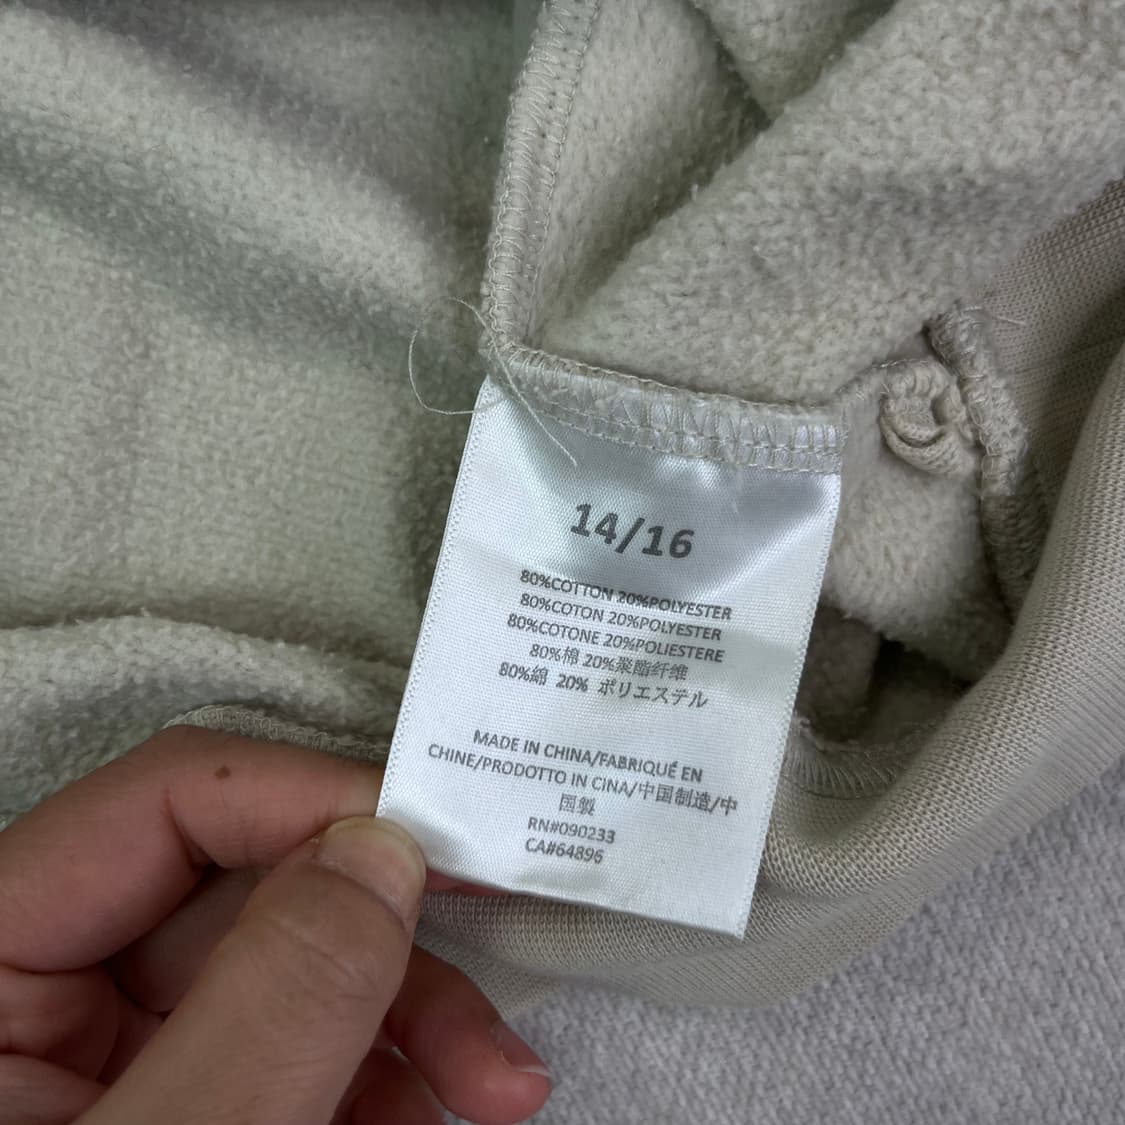 14/16
80%COTTON 20%POLYESTER
80%COTON 20%POLYESTER
80%COTONE 20%POLIESTERE
80%棉 20%聚酯纤维
80%綿 20% ポリエステル
MADE IN CHINA/FABRIQUÉ EN
CHINE/PRODOTTO IN CINA/中国制造/中
国製
RN#090233
CA#64896